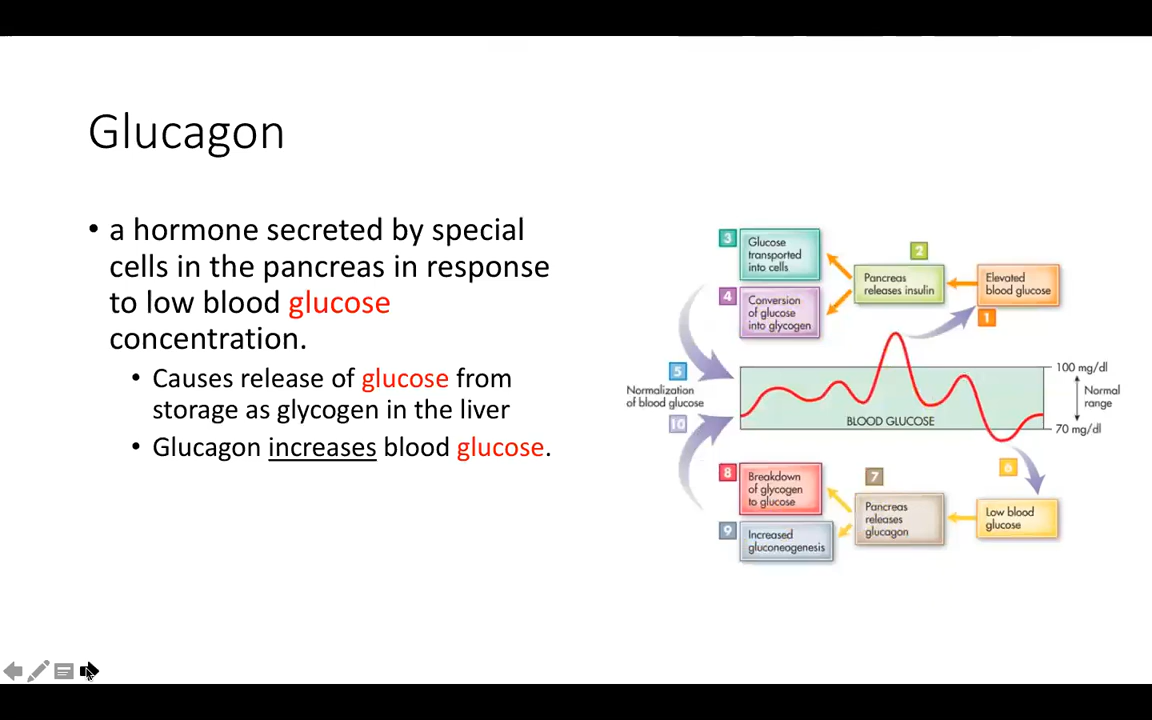 Glucagon
• a hormone secreted by special
cells in the pancreas in response
to low blood glucose
concentration.
• Causes release of glucose from
storage as glycogen in the liver
• Glucagon increases blood glucose.
3
Glucose
transported
into cells
2
Pancreas
releases insulin
Elevated
blood glucose
1
4
Conversion
of glucose
into glycogen
5
Normalization
of blood glucose
10
100 mg/dl
Normal
range
70 mg/dl
BLOOD GLUCOSE
6
8
Breakdown
of glycogen
to glucose
7
Pancreas
releases
glucagon
Low blood
glucose
9
Increased
gluconeogenesis